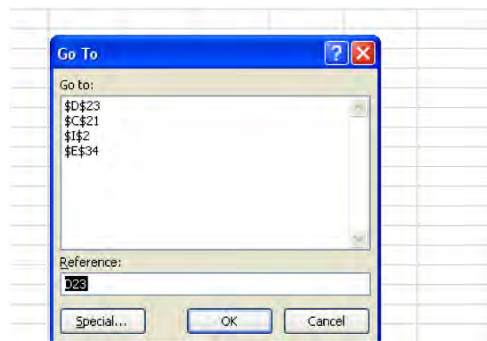 Go To
Go to:
$D$23
$C$21
$I$2
$E$34
Reference:
D23
Special... OK Cancel